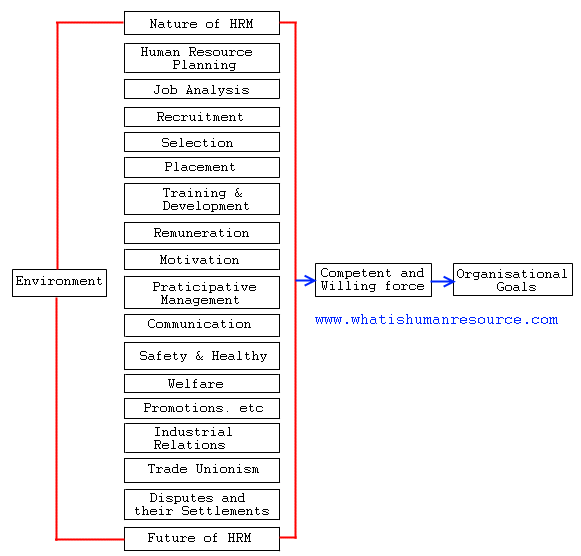 Nature of HRM
Human Resource
Planning
Job Analysis
Recruitment
Selection
Placement
Training &
Development
Remuneration
Motivation
Environment
Praticipative
Management
Competent and
Willing force
Organisational
Goals
www.whatishumanresource.com
Communication
Safety & Healthy
Welfare
Promotions. etc
Industrial
Relations
Trade Unionism
Disputes and
their Settlements
Future of HRM